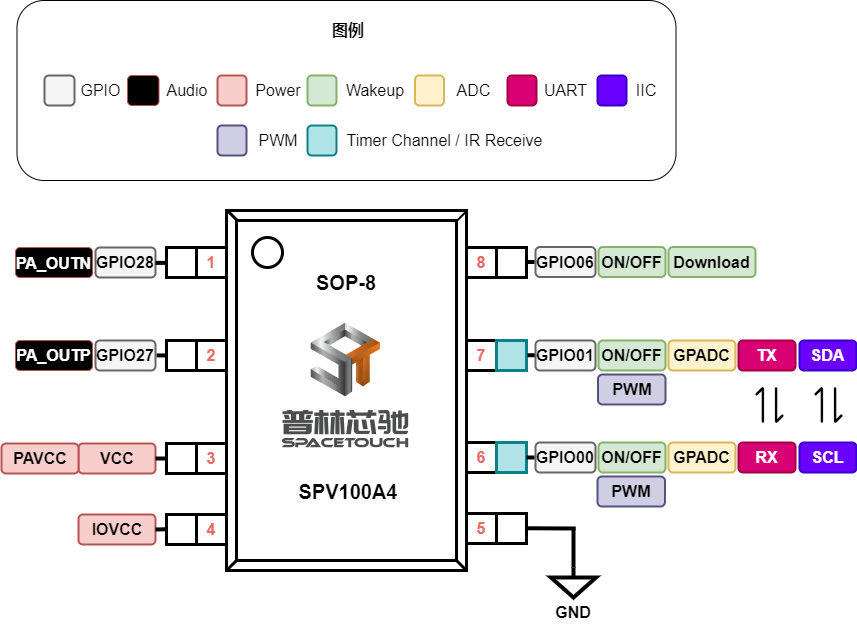 图例
GPIO Audio Power Wakeup ADC UART IIC
PWM Timer Channel / IR Receive
PA_OUTN GPIO28 1 8 GPIO06 ON/OFF Download
SOP-8
PA_OUTP GPIO27 2 7 GPIO01 ON/OFF GPADC TX SDA
PWM
普林芯驰
SPACETOUCH
PAVCC VCC 3 6 GPIO00 ON/OFF GPADC RX SCL
SPV100A4 PWM
IOVCC 4 5
GND